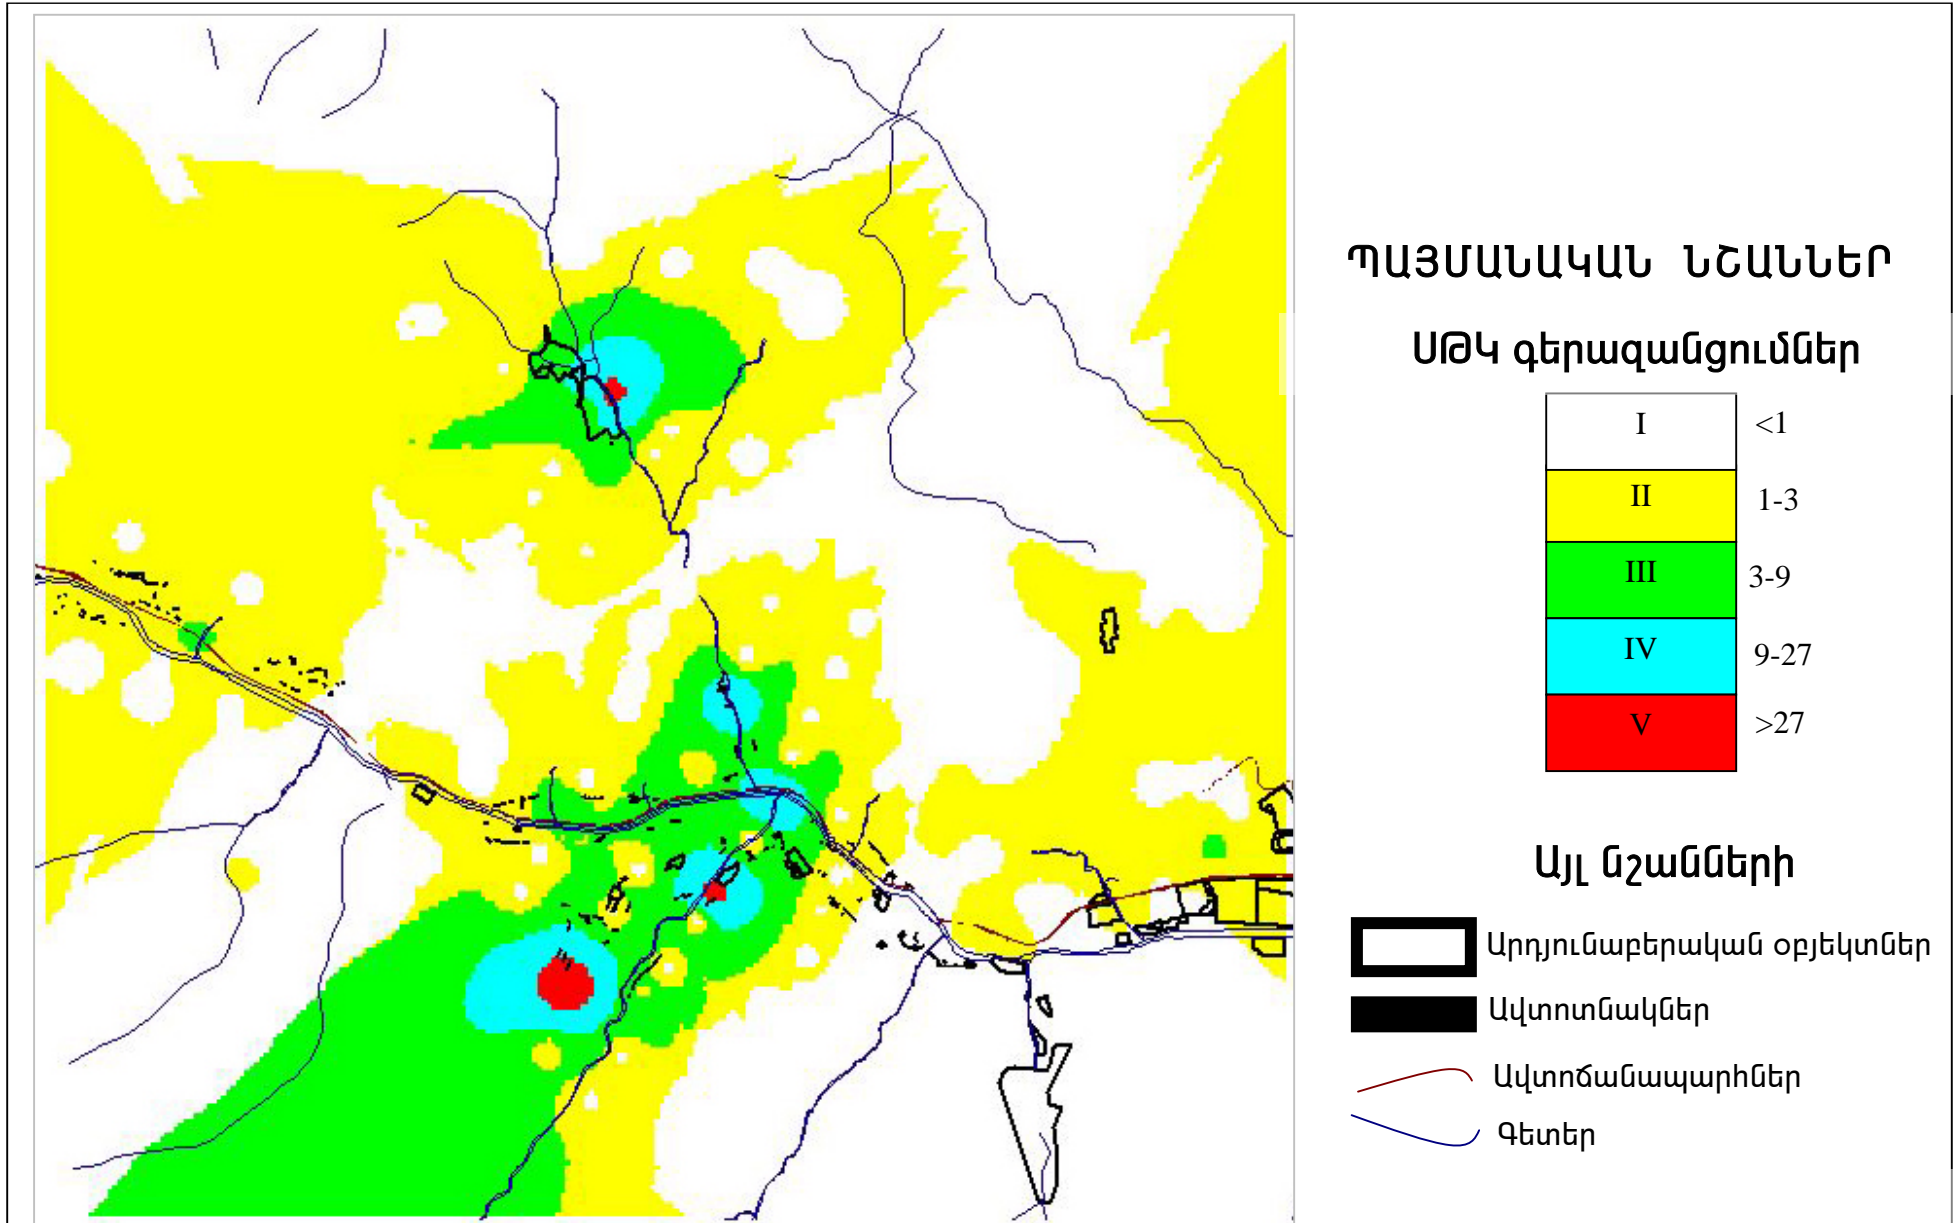 ՊԱՅՄԱՆԱԿԱՆ ՆՇԱՆՆԵՐ
ՍԹԿ գերազանցումներ
I <1
II 1-3
III 3-9
IV 9-27
V >27
Այլ նշանների
Արդյունաբերական օբյեկտներ
Ավտոտնակներ
Ավտոճանապարհներ
Գետեր